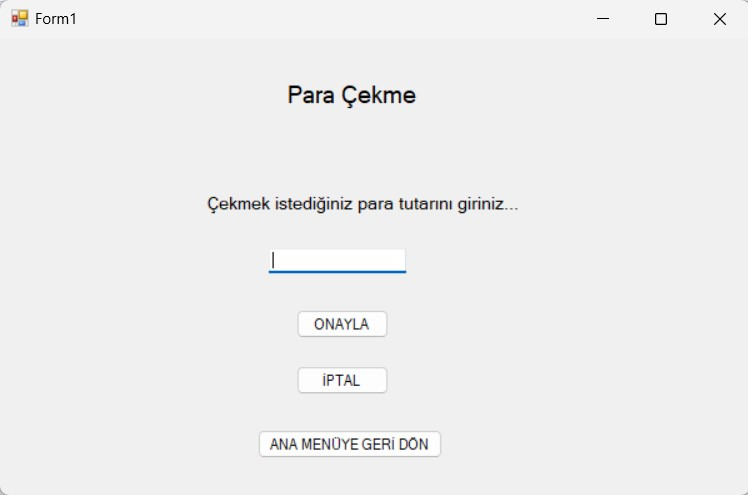 Form1
Para Çekme
Çekmek istediğiniz para tutarını giriniz...
ONAYLA
İPTAL
ANA MENÜYE GERİ DÖN